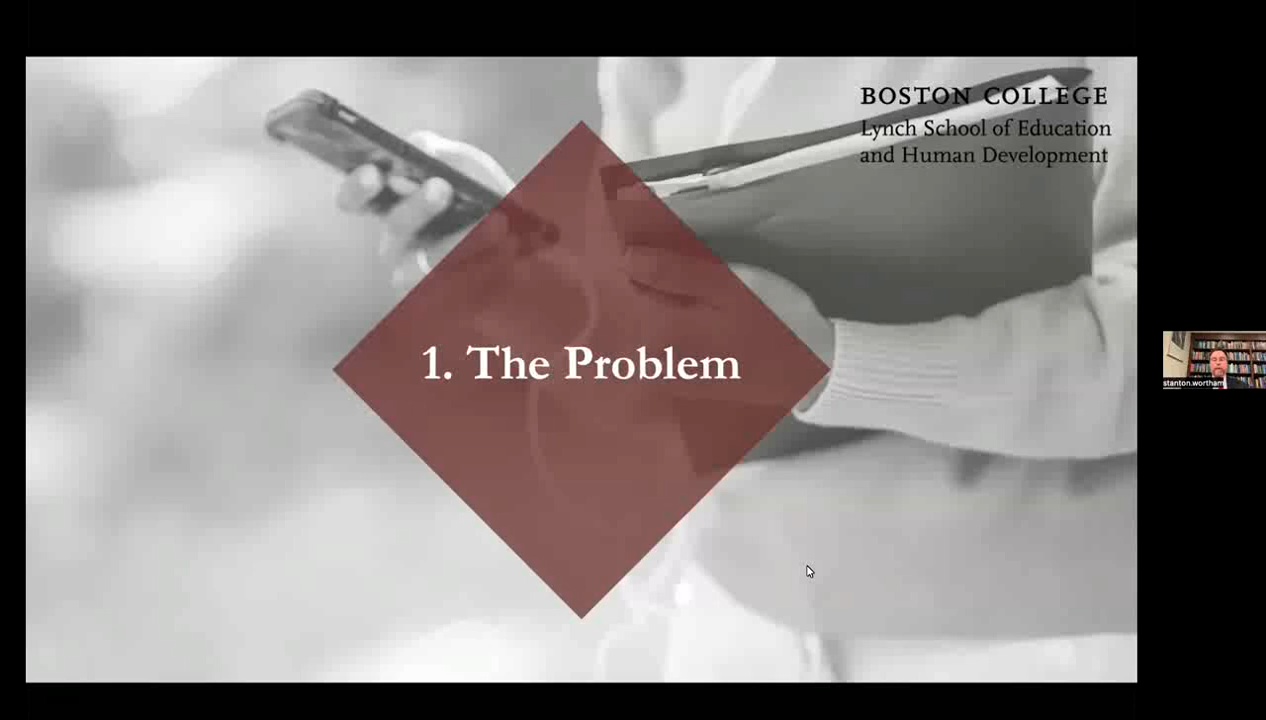 BOSTON COLLEGE
Lynch School of Education
and Human Development
1. The Problem
stanton.wortham